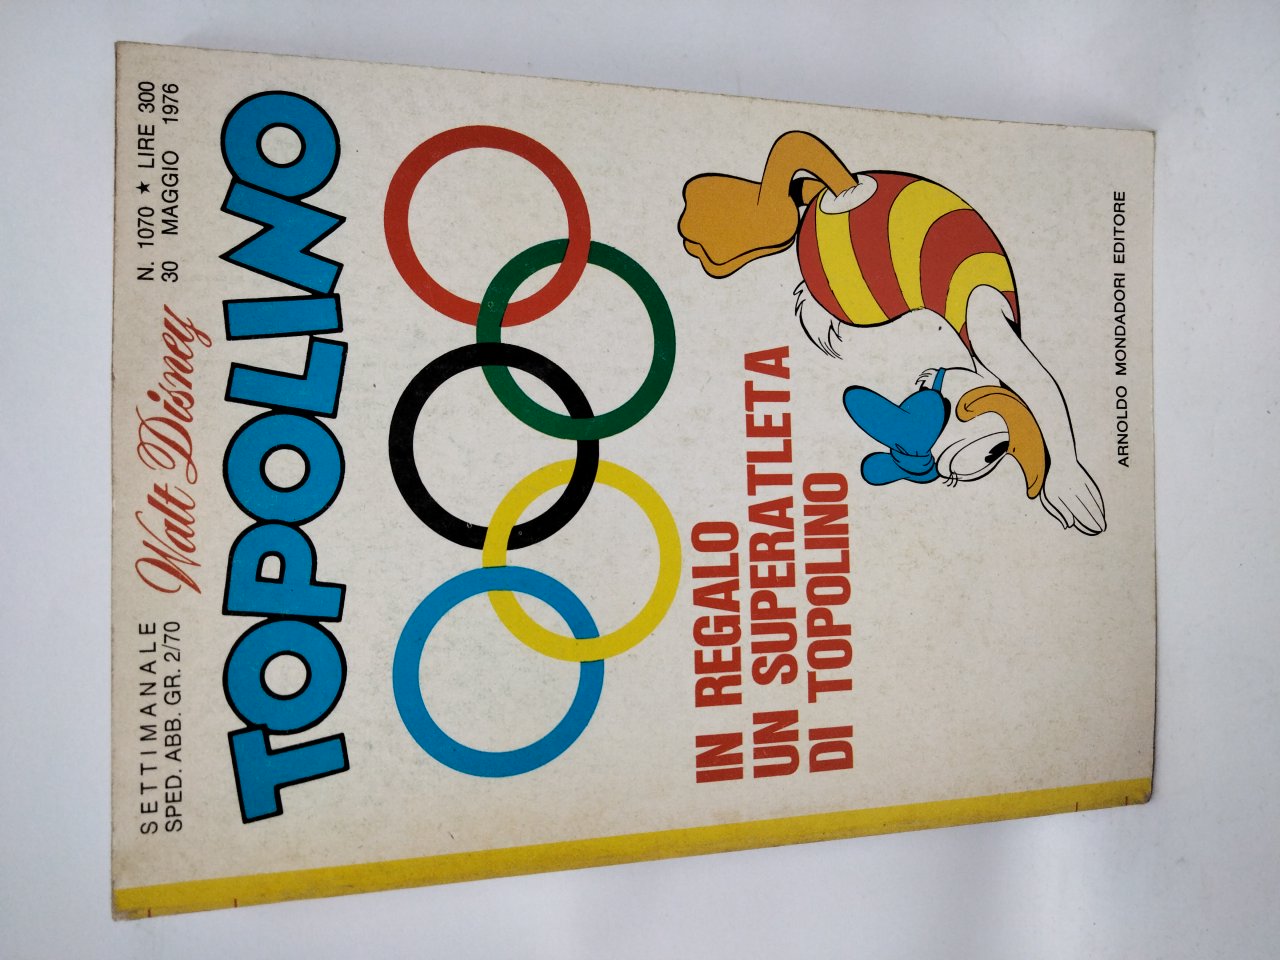 SETTIMANALE
SPED. ABB. GR. 2/70
Walt Disney
N. 1070 ★ LIRE 300
30 MAGGIO 1976
TOPOLINO
IN REGALO
UN SUPERATLETA
DI TOPOLINO
ARNOLDO MONDADORI EDITORE